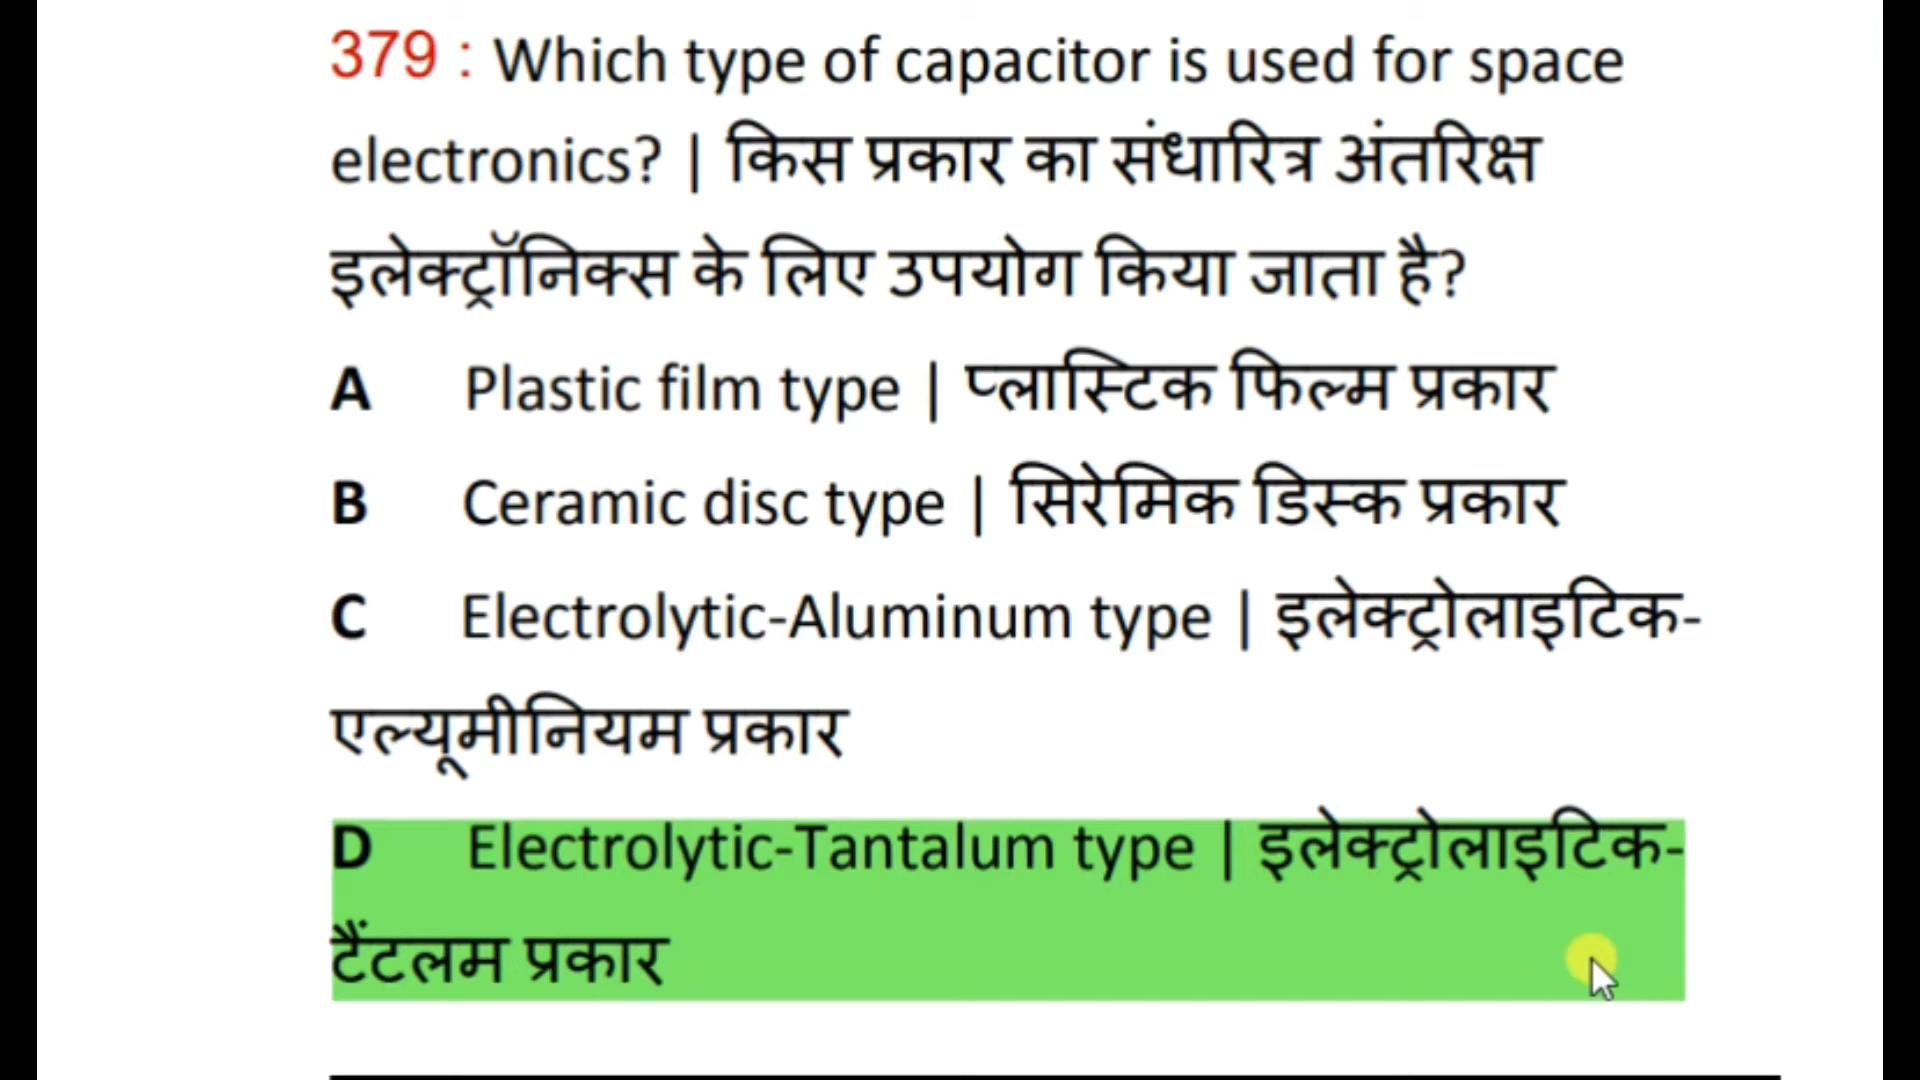 379 : Which type of capacitor is used for space
electronics? | किस प्रकार का संधारित्र अंतरिक्ष
इलेक्ट्रॉनिक्स के लिए उपयोग किया जाता है?
A Plastic film type | प्लास्टिक फिल्म प्रकार
B Ceramic disc type | सिरेमिक डिस्क प्रकार
C Electrolytic-Aluminum type | इलेक्ट्रोलाइटिक-
एल्यूमीनियम प्रकार
D Electrolytic-Tantalum type | इलेक्ट्रोलाइटिक-
टैंटलम प्रकार